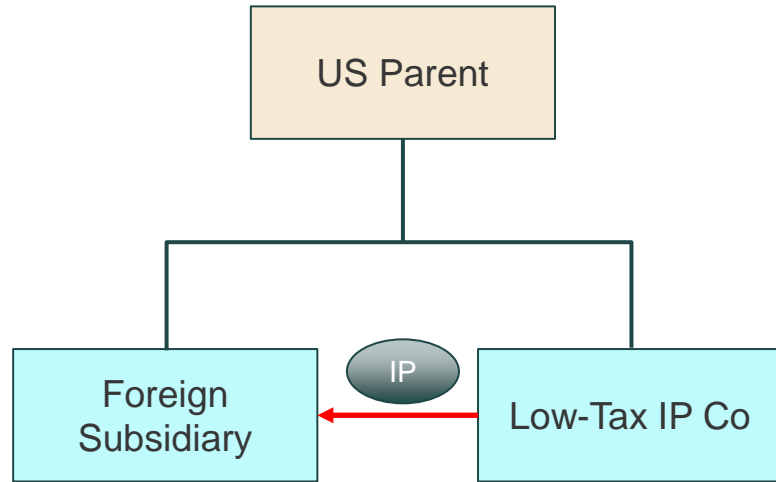 US Parent
IP
Foreign
Subsidiary
Low-Tax IP Co